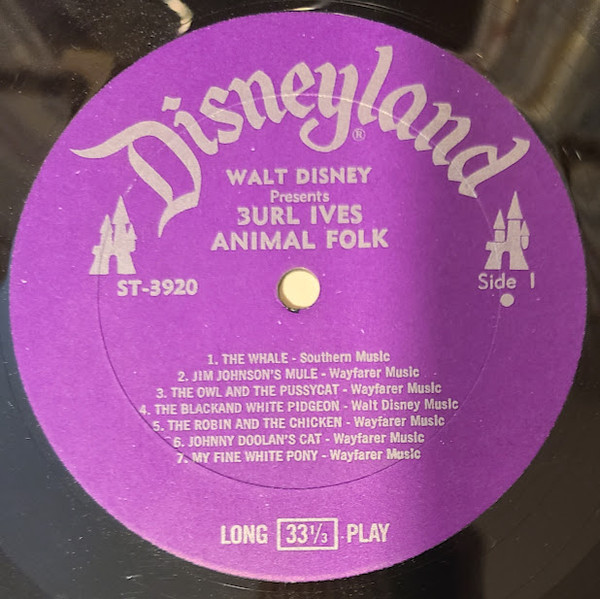 Disneyland®
WALT DISNEY
Presents
3URL IVES
ANIMAL FOLK
ST-3920
Side 1
1. THE WHALE - Southern Music
2. JIM JOHNSON'S MULE - Wayfarer Music
3. THE OWL AND THE PUSSYCAT - Wayfarer Music
4. THE BLACKAND WHITE PIDGEON - Walt Disney Music
5. THE ROBIN AND THE CHICKEN - Wayfarer Music
6. JOHNNY DOOLAN'S CAT - Wayfarer Music
7. MY FINE WHITE PONY - Wayfarer Music
LONG 33⅓ PLAY